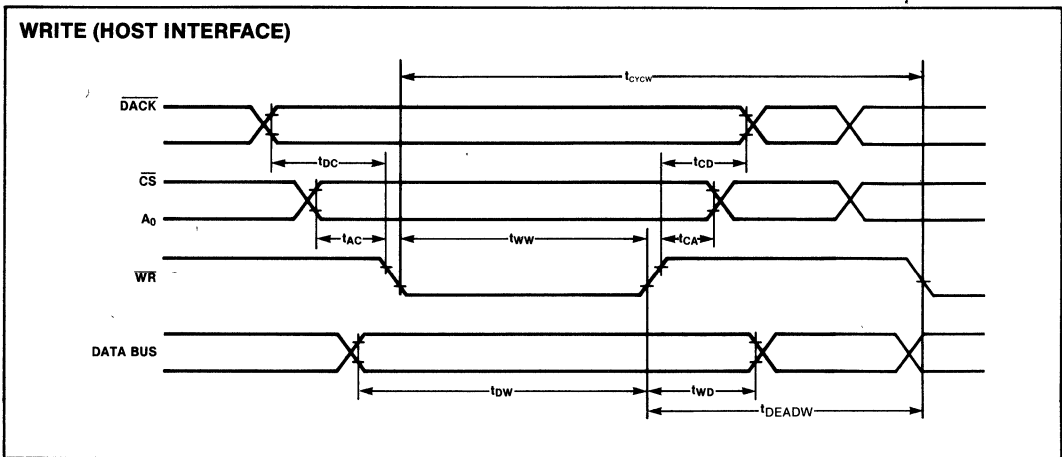 WRITE (HOST INTERFACE)
tCYCW
DACK
tDC
tCD
CS
A0
tAC
tWW
tCA
WR
DATA BUS
tDW
tWD
tDEADW